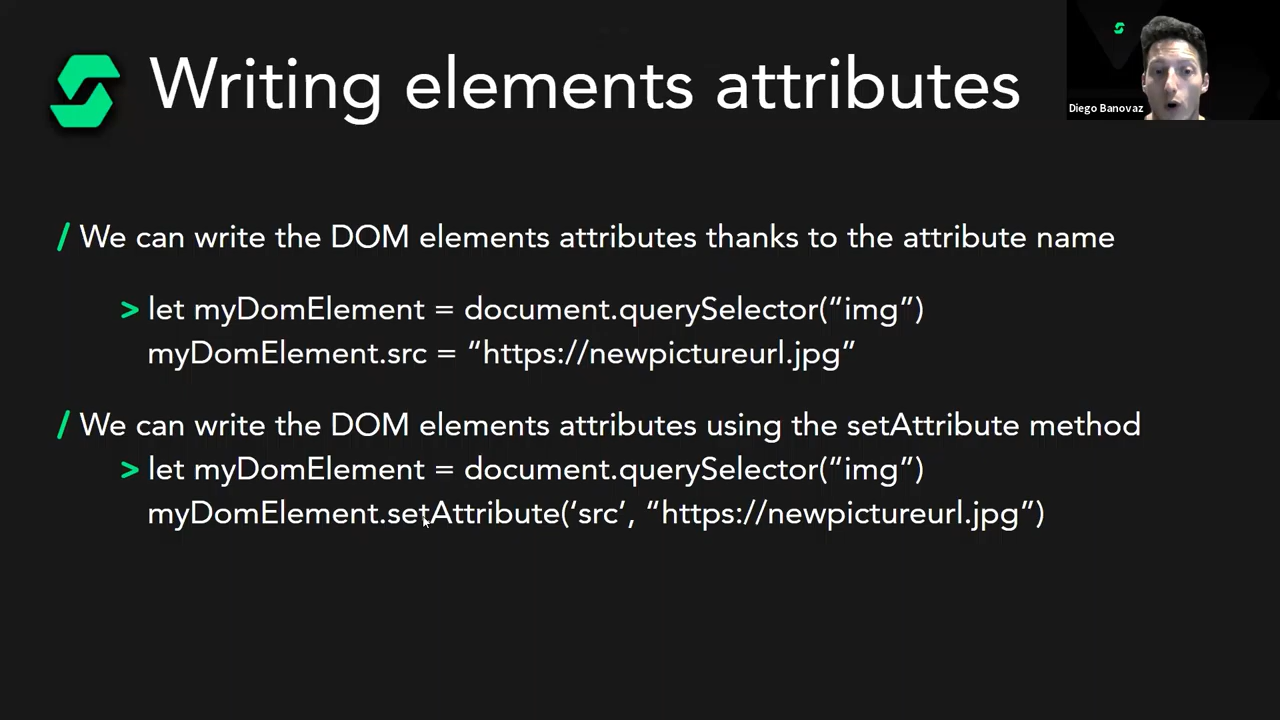 Writing elements attributes
Diego Banovaz
/ We can write the DOM elements attributes thanks to the attribute name
> let myDomElement = document.querySelector(“img”)
myDomElement.src = “https://newpictureurl.jpg”
/ We can write the DOM elements attributes using the setAttribute method
> let myDomElement = document.querySelector(“img”)
myDomElement.setAttribute(‘src’, “https://newpictureurl.jpg”)